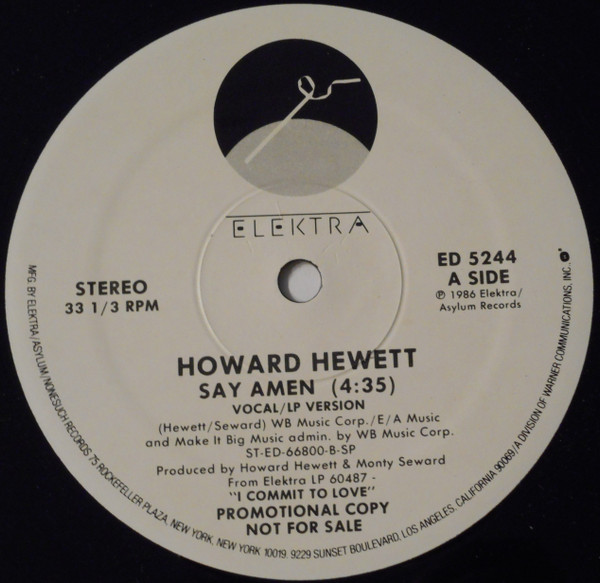 ELEKTRA
STEREO
33 1/3 RPM
ED 5244
A SIDE
℗ 1986 Elektra/
Asylum Records
HOWARD HEWETT
SAY AMEN (4:35)
VOCAL/LP VERSION
(Hewett/Seward) WB Music Corp./E/A Music
and Make It Big Music admin. by WB Music Corp.
ST-ED-66800-B-SP
Produced by Howard Hewett & Monty Seward
From Elektra LP 60487 -
"I COMMIT TO LOVE"
PROMOTIONAL COPY
NOT FOR SALE
MFG. BY ELEKTRA/ASYLUM/NONESUCH RECORDS 75 ROCKEFELLER PLAZA, NEW YORK, NEW YORK 10019. 9229 SUNSET BOULEVARD, LOS ANGELES, CALIFORNIA 90069/A DIVISION OF WARNER COMMUNICATIONS, INC.,